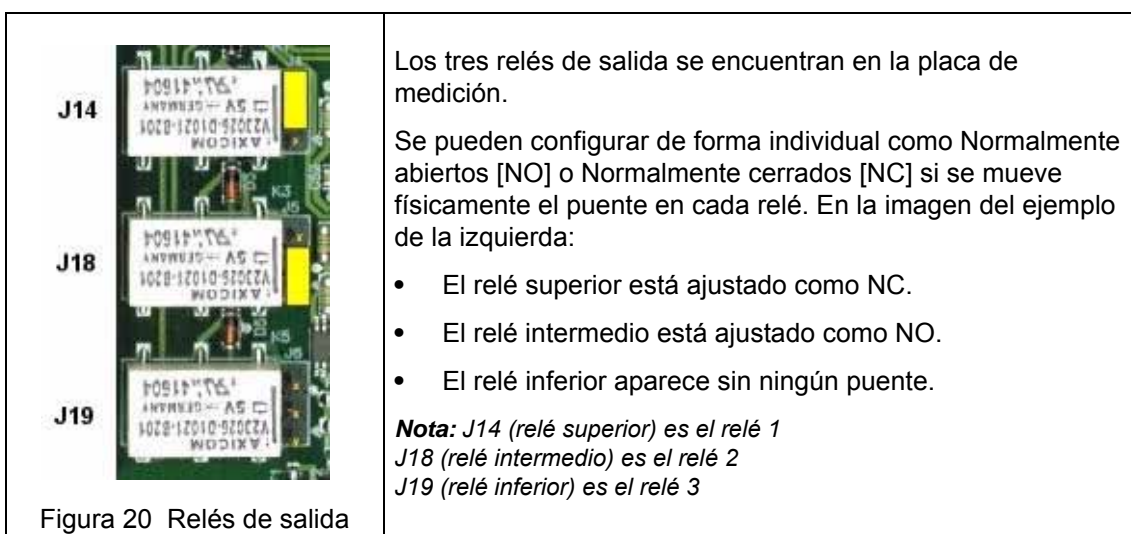 J14
J18
J19
Figura 20 Relés de salida
Los tres relés de salida se encuentran en la placa de
medición.
Se pueden configurar de forma individual como Normalmente
abiertos [NO] o Normalmente cerrados [NC] si se mueve
físicamente el puente en cada relé. En la imagen del ejemplo
de la izquierda:
• El relé superior está ajustado como NC.
• El relé intermedio está ajustado como NO.
• El relé inferior aparece sin ningún puente.
Nota: J14 (relé superior) es el relé 1
J18 (relé intermedio) es el relé 2
J19 (relé inferior) es el relé 3